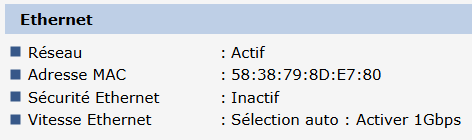 Ethernet
Réseau : Actif
Adresse MAC : 58:38:79:8D:E7:80
Sécurité Ethernet : Inactif
Vitesse Ethernet : Sélection auto : Activer 1Gbps